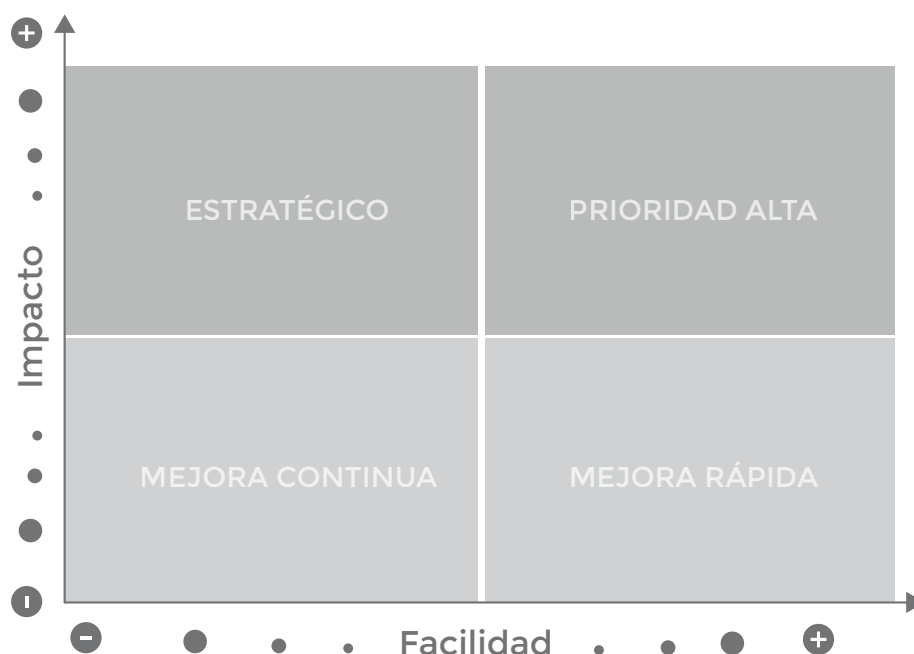 ESTRATÉGICO
PRIORIDAD ALTA
Impacto
MEJORA CONTINUA
MEJORA RÁPIDA
Facilidad